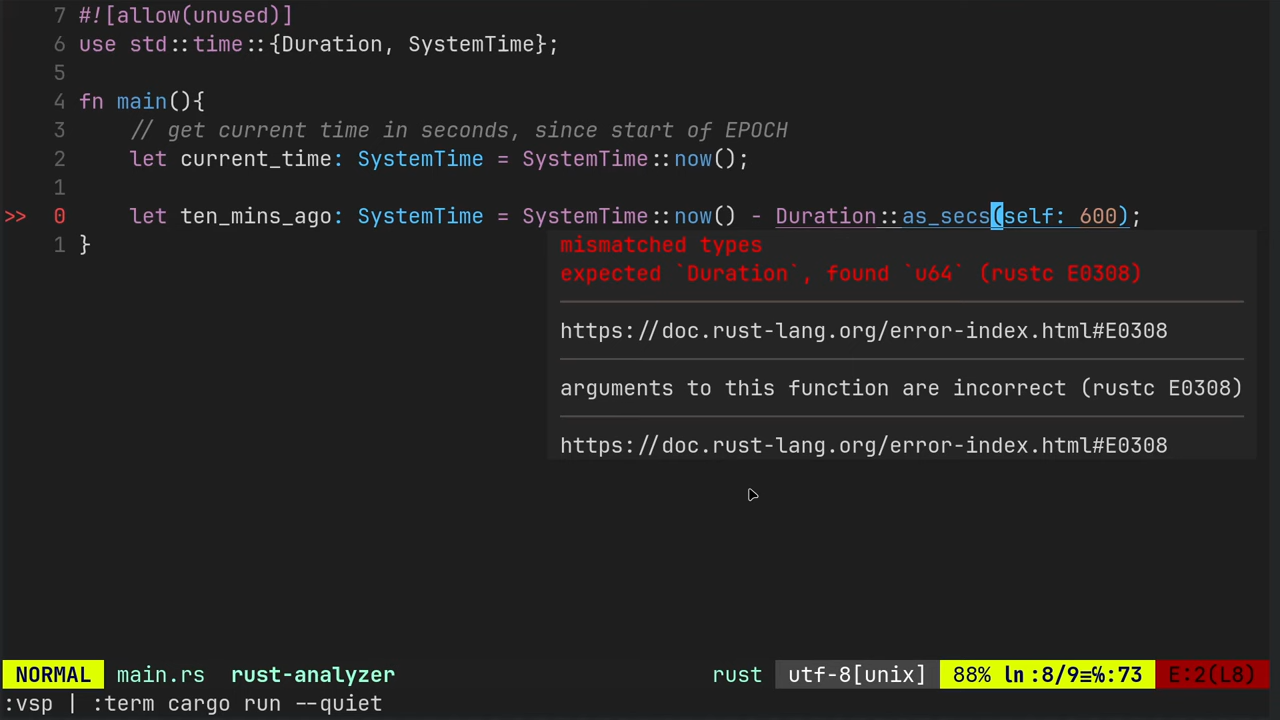 7 #![allow(unused)]
6 use std::time::{Duration, SystemTime};
5
4 fn main(){
3 // get current time in seconds, since start of EPOCH
2 let current_time: SystemTime = SystemTime::now();
1
>> 0 let ten_mins_ago: SystemTime = SystemTime::now() - Duration::as_secs(self: 600);
1 }
mismatched types
expected `Duration`, found `u64` (rustc E0308)
https://doc.rust-lang.org/error-index.html#E0308
arguments to this function are incorrect (rustc E0308)
https://doc.rust-lang.org/error-index.html#E0308
NORMAL main.rs rust-analyzer rust utf-8[unix] 88% ln:8/9≡℅:73 E:2(L8)
:vsp | :term cargo run --quiet